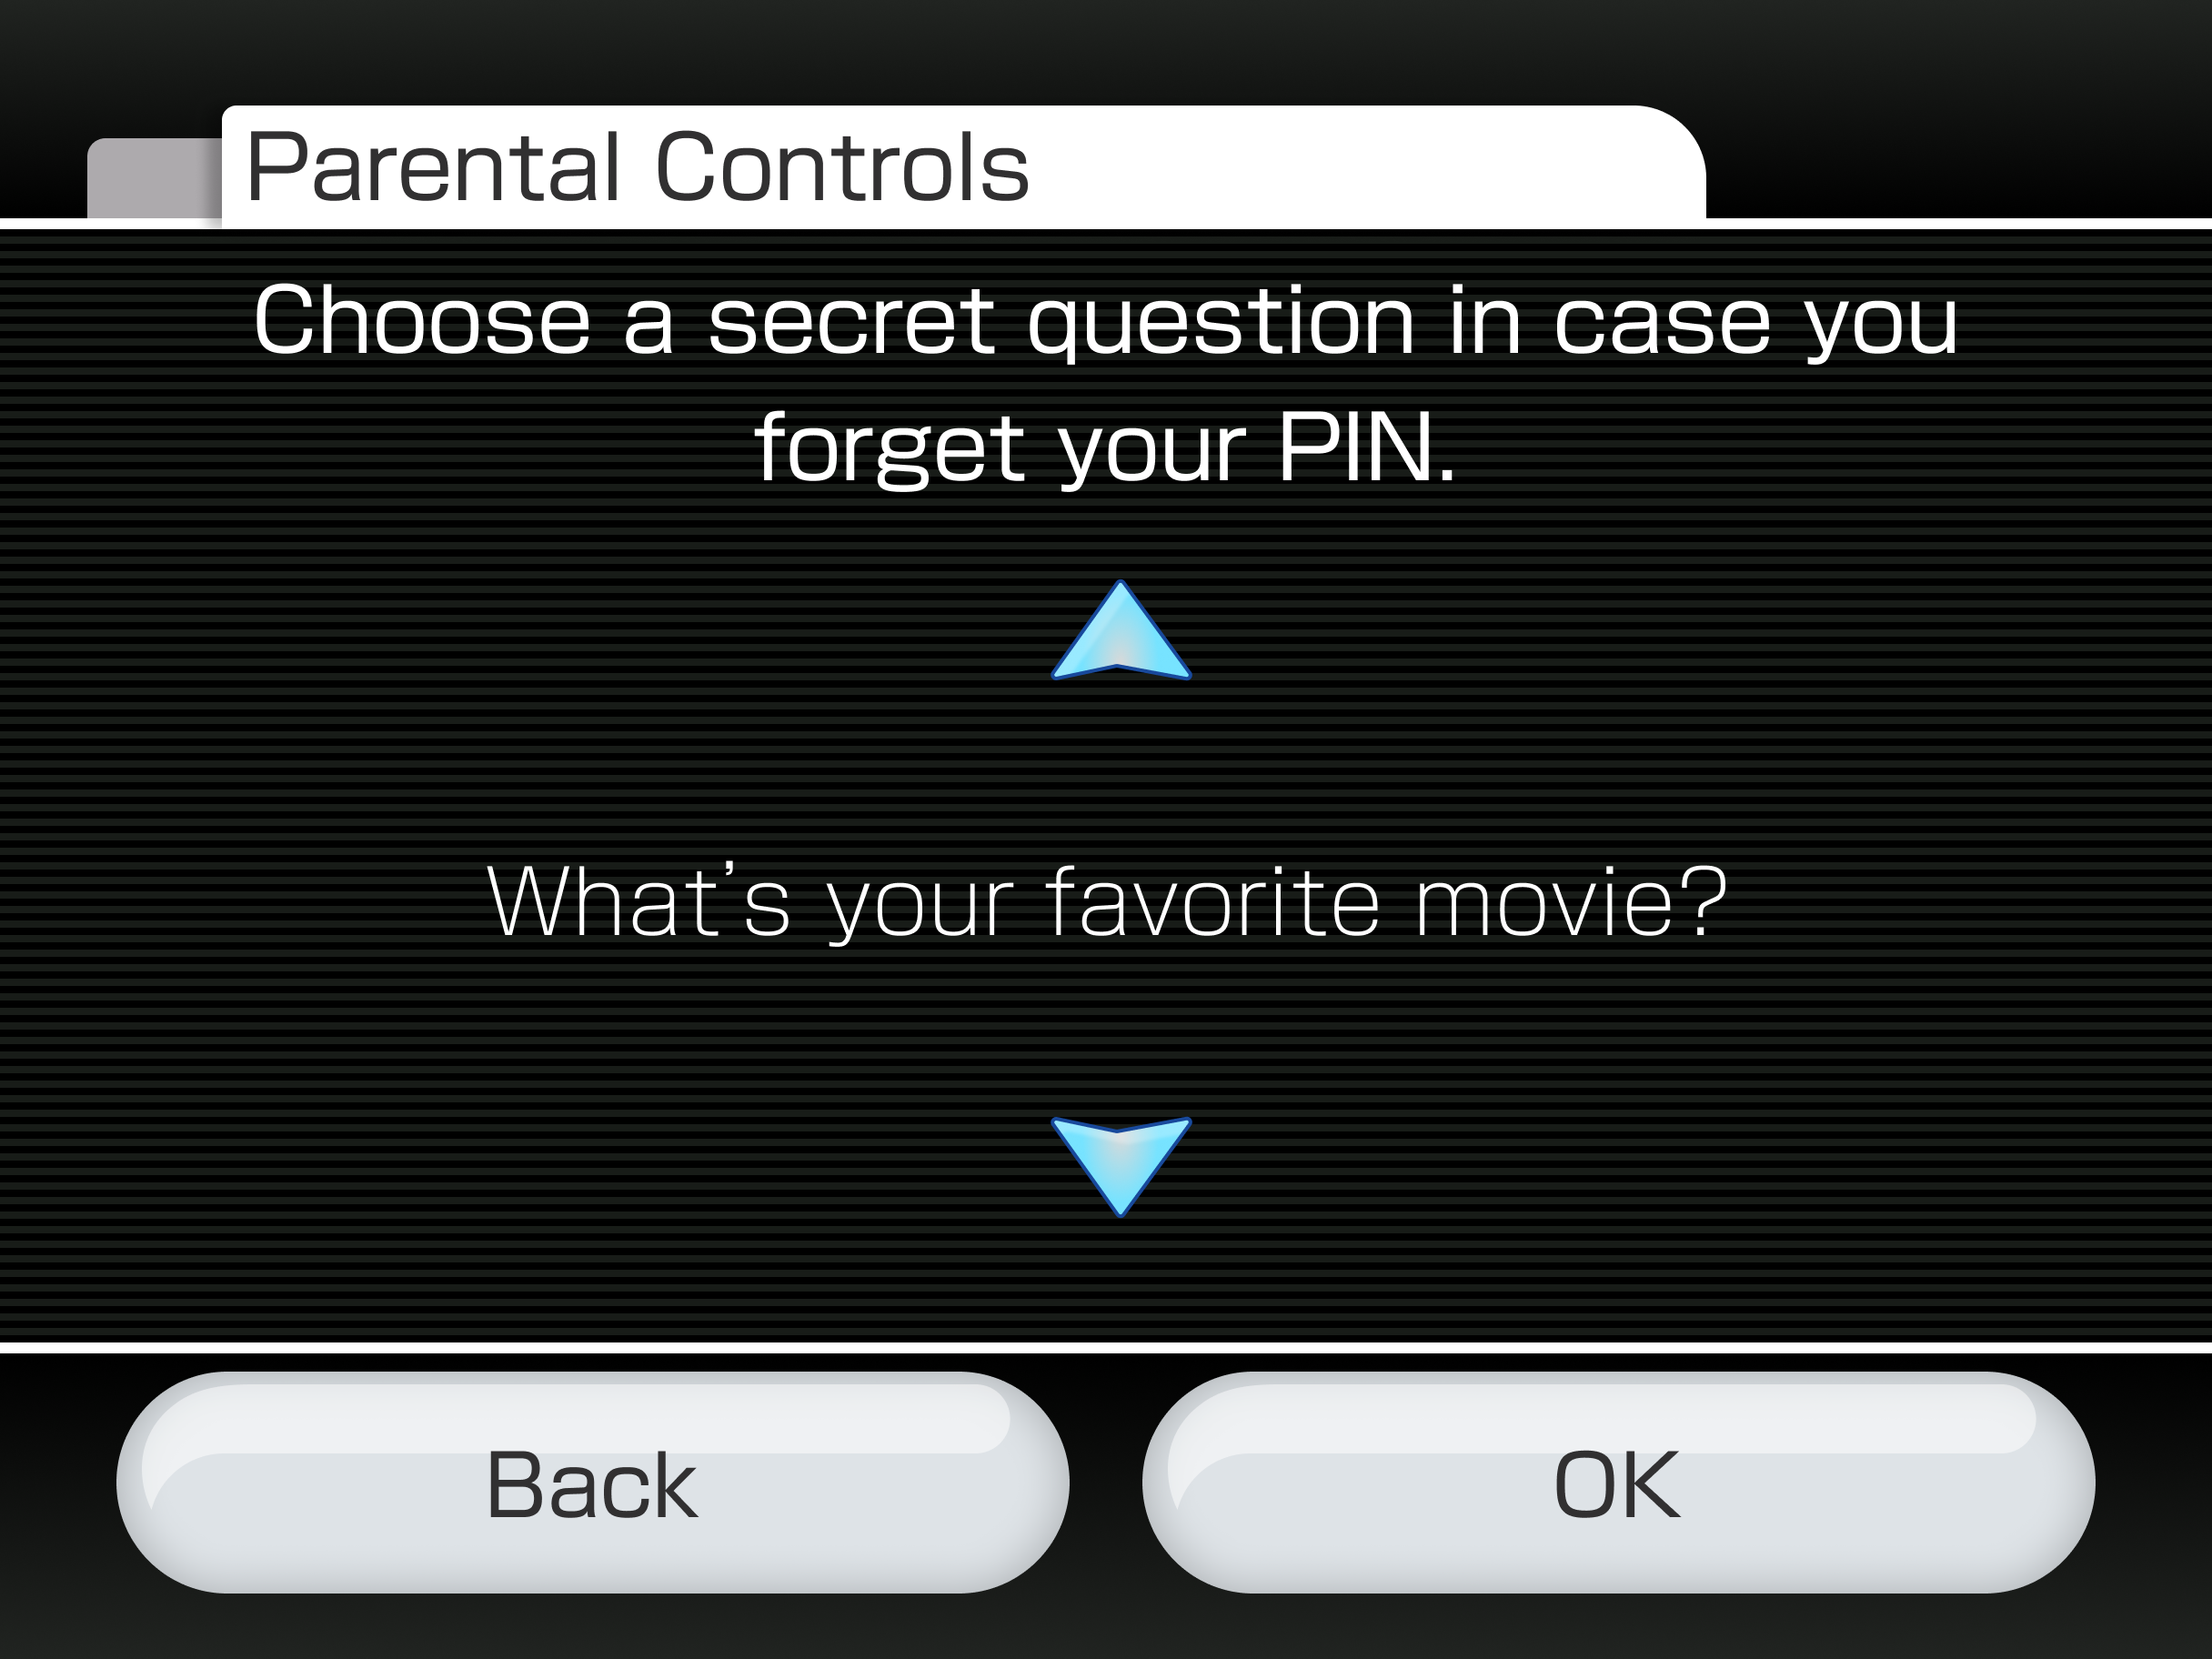 Parental Controls
Choose a secret question in case you
forget your PIN.
What's your favorite movie?
Back
OK